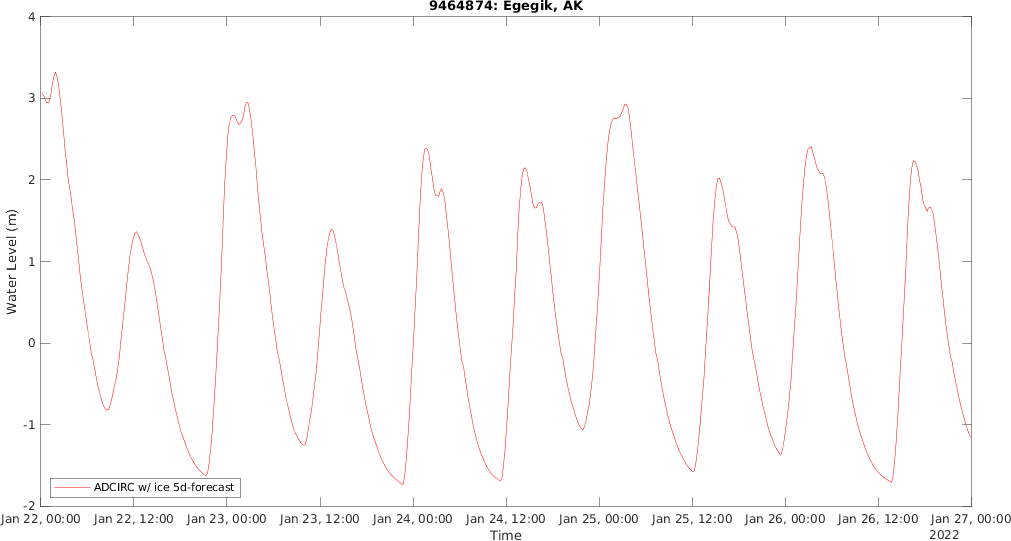 9464874: Egegik, AK
4
3
2
1
0
-1
-2
Water Level (m)
ADCIRC w/ ice 5d-forecast
Jan 22, 00:00 Jan 22, 12:00 Jan 23, 00:00 Jan 23, 12:00 Jan 24, 00:00 Jan 24, 12:00 Jan 25, 00:00 Jan 25, 12:00 Jan 26, 00:00 Jan 26, 12:00 Jan 27, 00:00
Time
2022